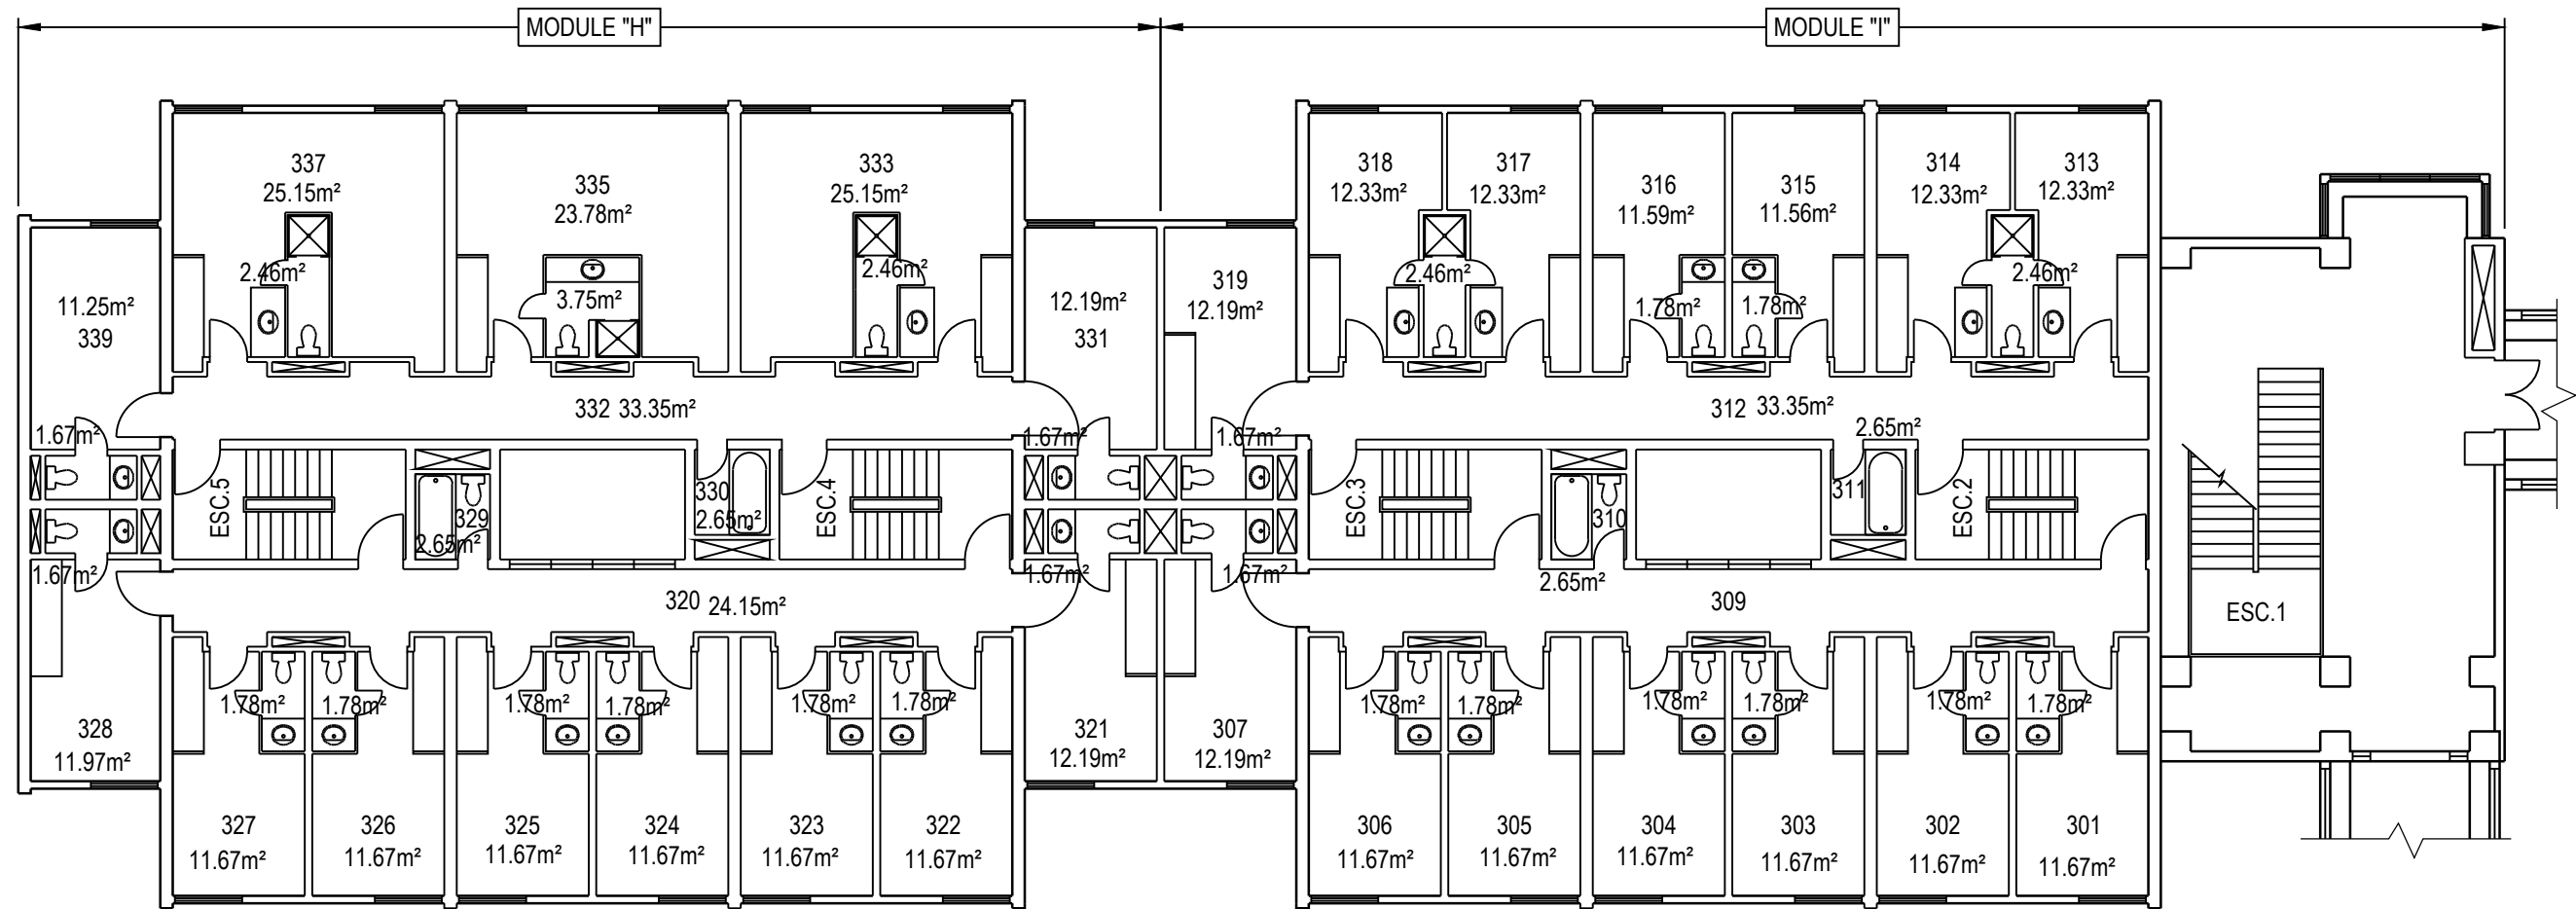 MODULE "H"
MODULE "I"
337
25.15m²
335
23.78m²
333
25.15m²
318
12.33m²
317
12.33m²
316
11.59m²
315
11.56m²
314
12.33m²
313
12.33m²
2.46m²
3.75m²
2.46m²
2.46m²
1.78m²
1.78m²
2.46m²
11.25m²
339
12.19m²
331
319
12.19m²
332 33.35m²
312 33.35m²
1.67m²
1.67m²
1.67m²
2.65m²
ESC.5
329
2.65m²
330
2.65m²
ESC.4
ESC.3
310
2.65m²
311
ESC.2
ESC.1
1.67m²
1.67m²
1.67m²
320 24.15m²
309
1.78m²
1.78m²
1.78m²
1.78m²
1.78m²
1.78m²
1.78m²
1.78m²
1.78m²
1.78m²
1.78m²
1.78m²
328
11.97m²
321
12.19m²
307
12.19m²
327
11.67m²
326
11.67m²
325
11.67m²
324
11.67m²
323
11.67m²
322
11.67m²
306
11.67m²
305
11.67m²
304
11.67m²
303
11.67m²
302
11.67m²
301
11.67m²